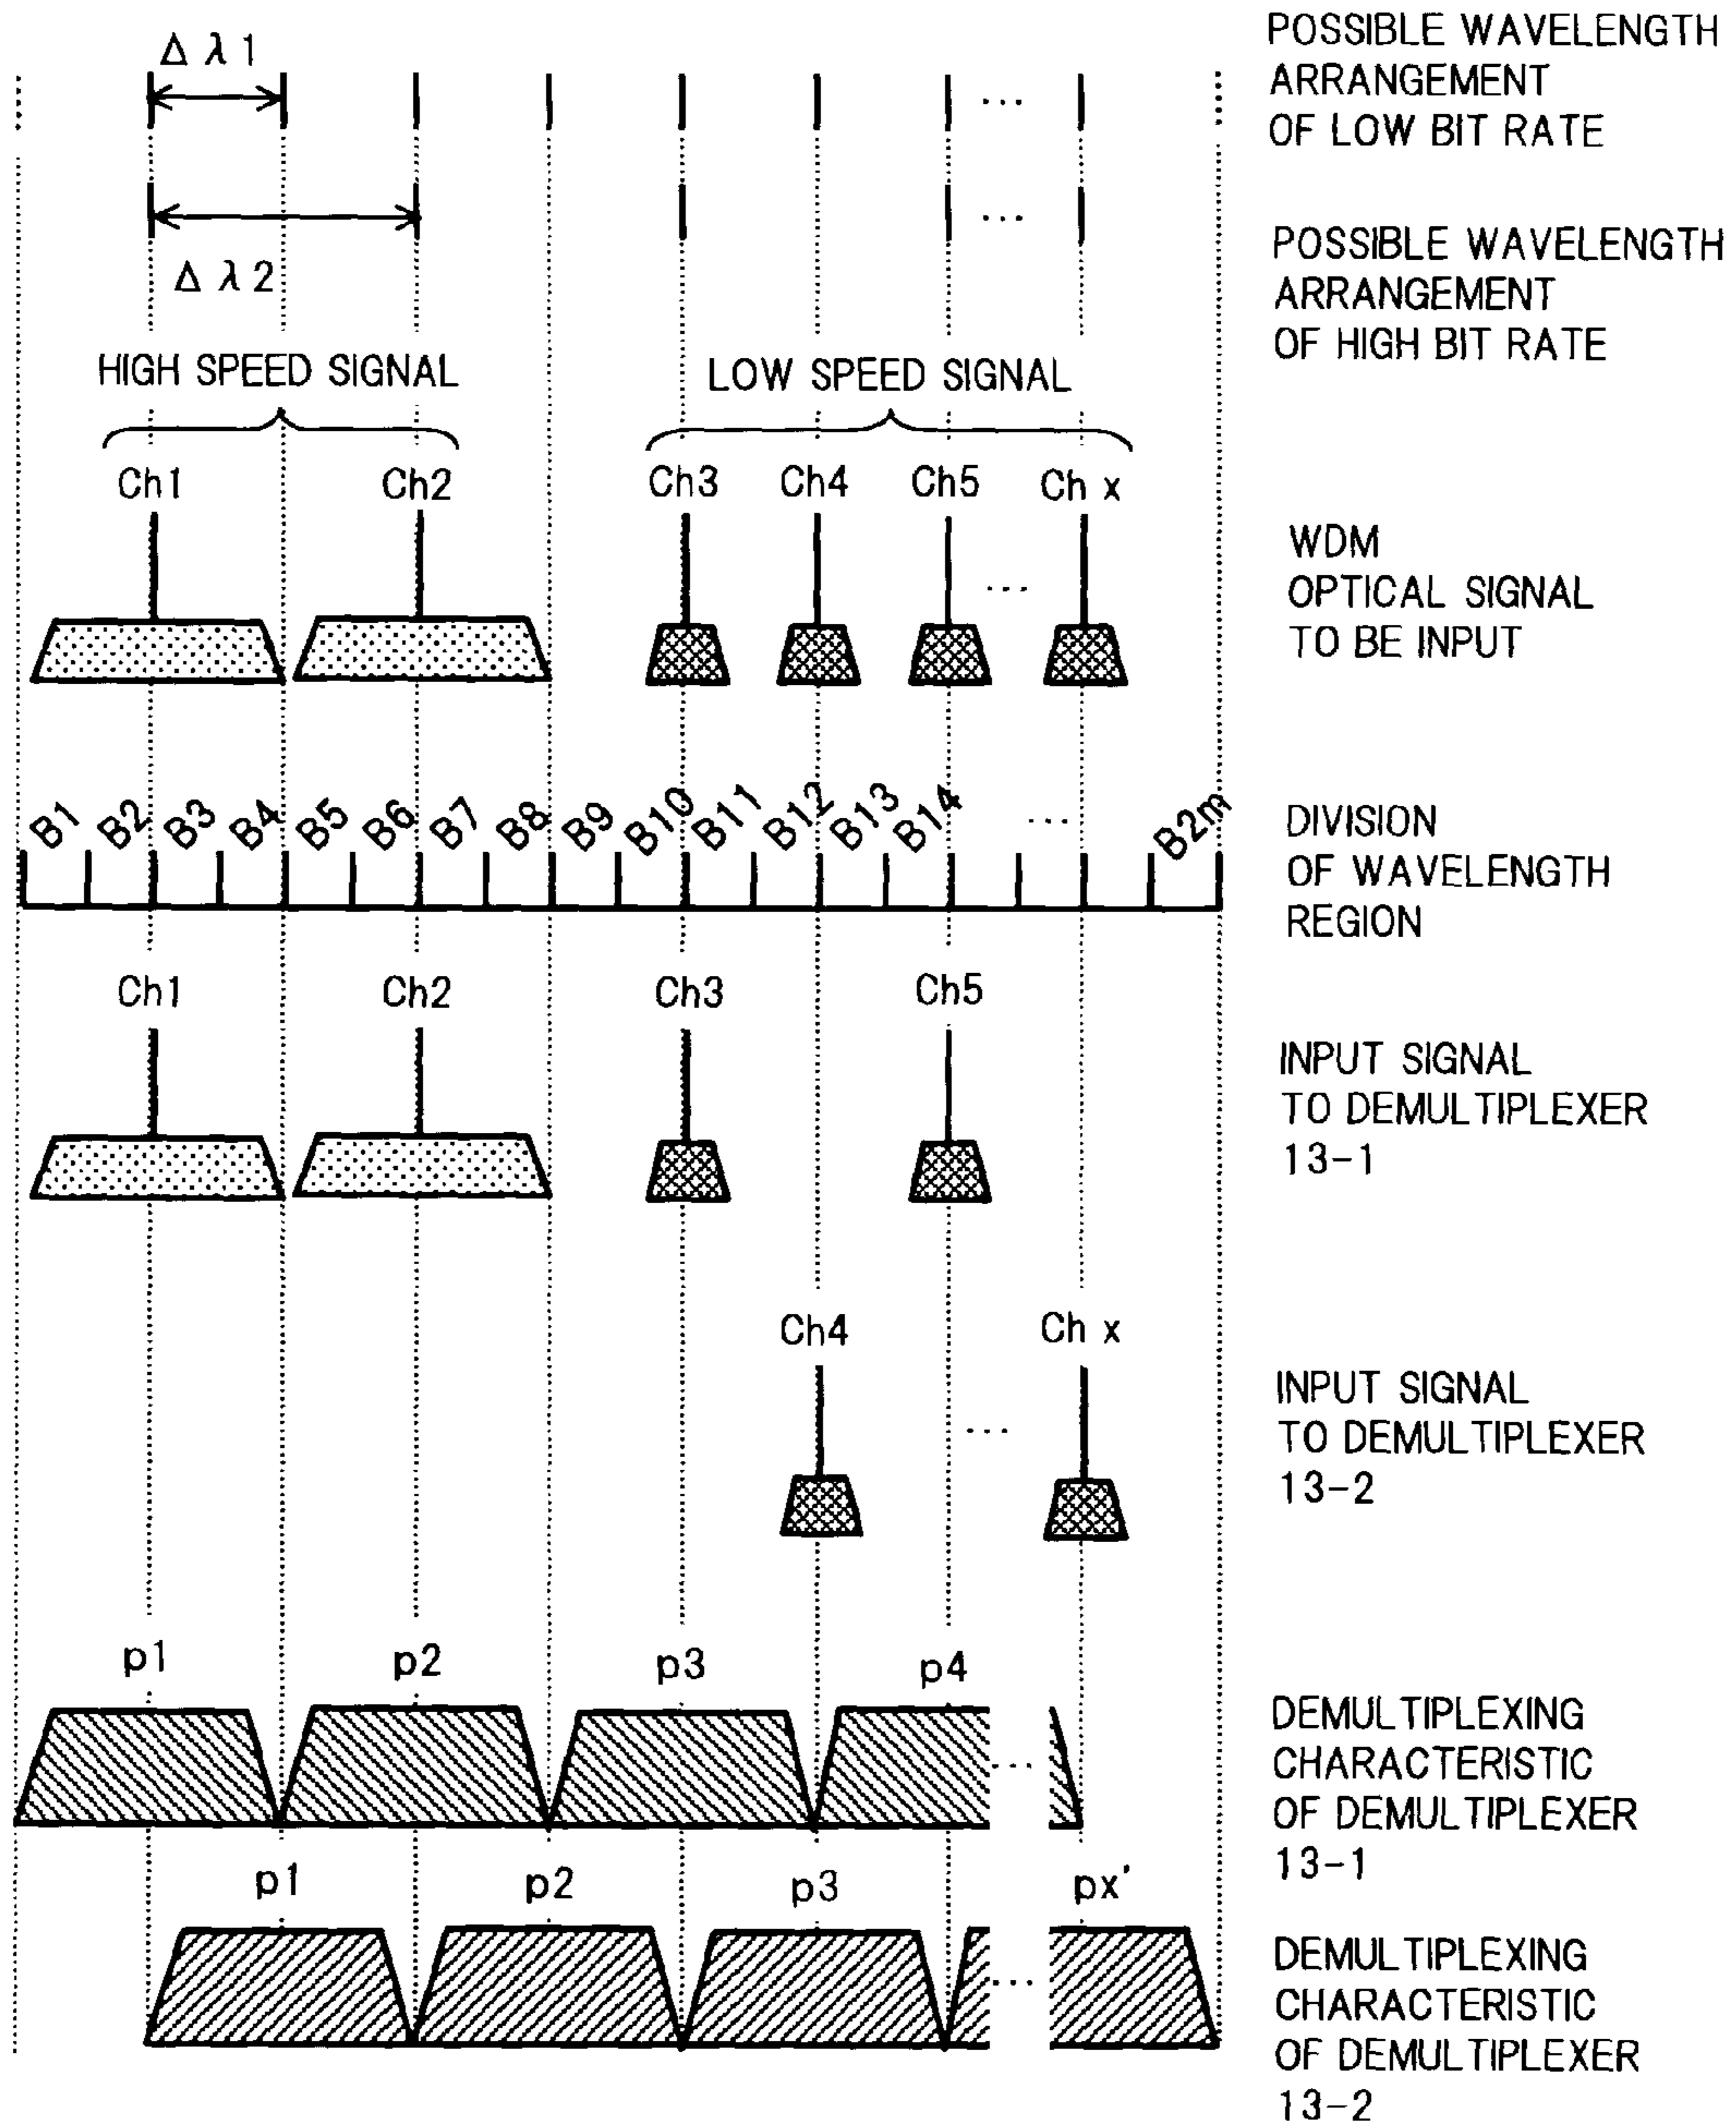 Δ λ1
POSSIBLE WAVELENGTH
ARRANGEMENT
OF LOW BIT RATE
...
Δ λ2
...
POSSIBLE WAVELENGTH
ARRANGEMENT
OF HIGH BIT RATE
HIGH SPEED SIGNAL
LOW SPEED SIGNAL
Ch1 Ch2 Ch3 Ch4 Ch5 Ch x
...
WDM
OPTICAL SIGNAL
TO BE INPUT
B1 B2 B3 B4 B5 B6 B7 B8 B9 B10 B11 B12 B13 B14 ... B2m
DIVISION
OF WAVELENGTH
REGION
Ch1 Ch2 Ch3 Ch5
INPUT SIGNAL
TO DEMULTIPLEXER
13-1
Ch4 Ch x
...
INPUT SIGNAL
TO DEMULTIPLEXER
13-2
p1 p2 p3 p4
...
DEMULTIPLEXING
CHARACTERISTIC
OF DEMULTIPLEXER
13-1
p1 p2 p3 px'
...
DEMULTIPLEXING
CHARACTERISTIC
OF DEMULTIPLEXER
13-2